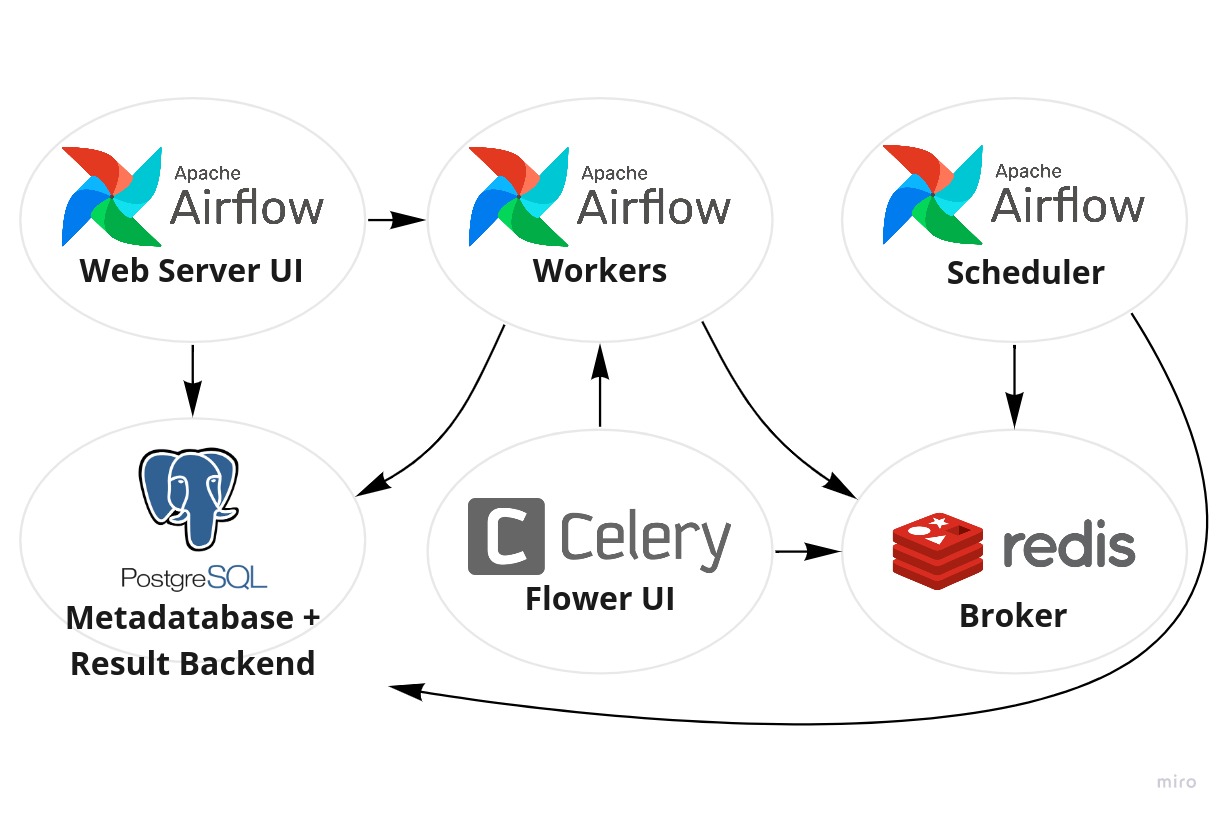 Apache
Airflow
Web Server UI
Apache
Airflow
Workers
Apache
Airflow
Scheduler
PostgreSQL
Metadatabase +
Result Backend
C Celery
Flower UI
redis
Broker
miro